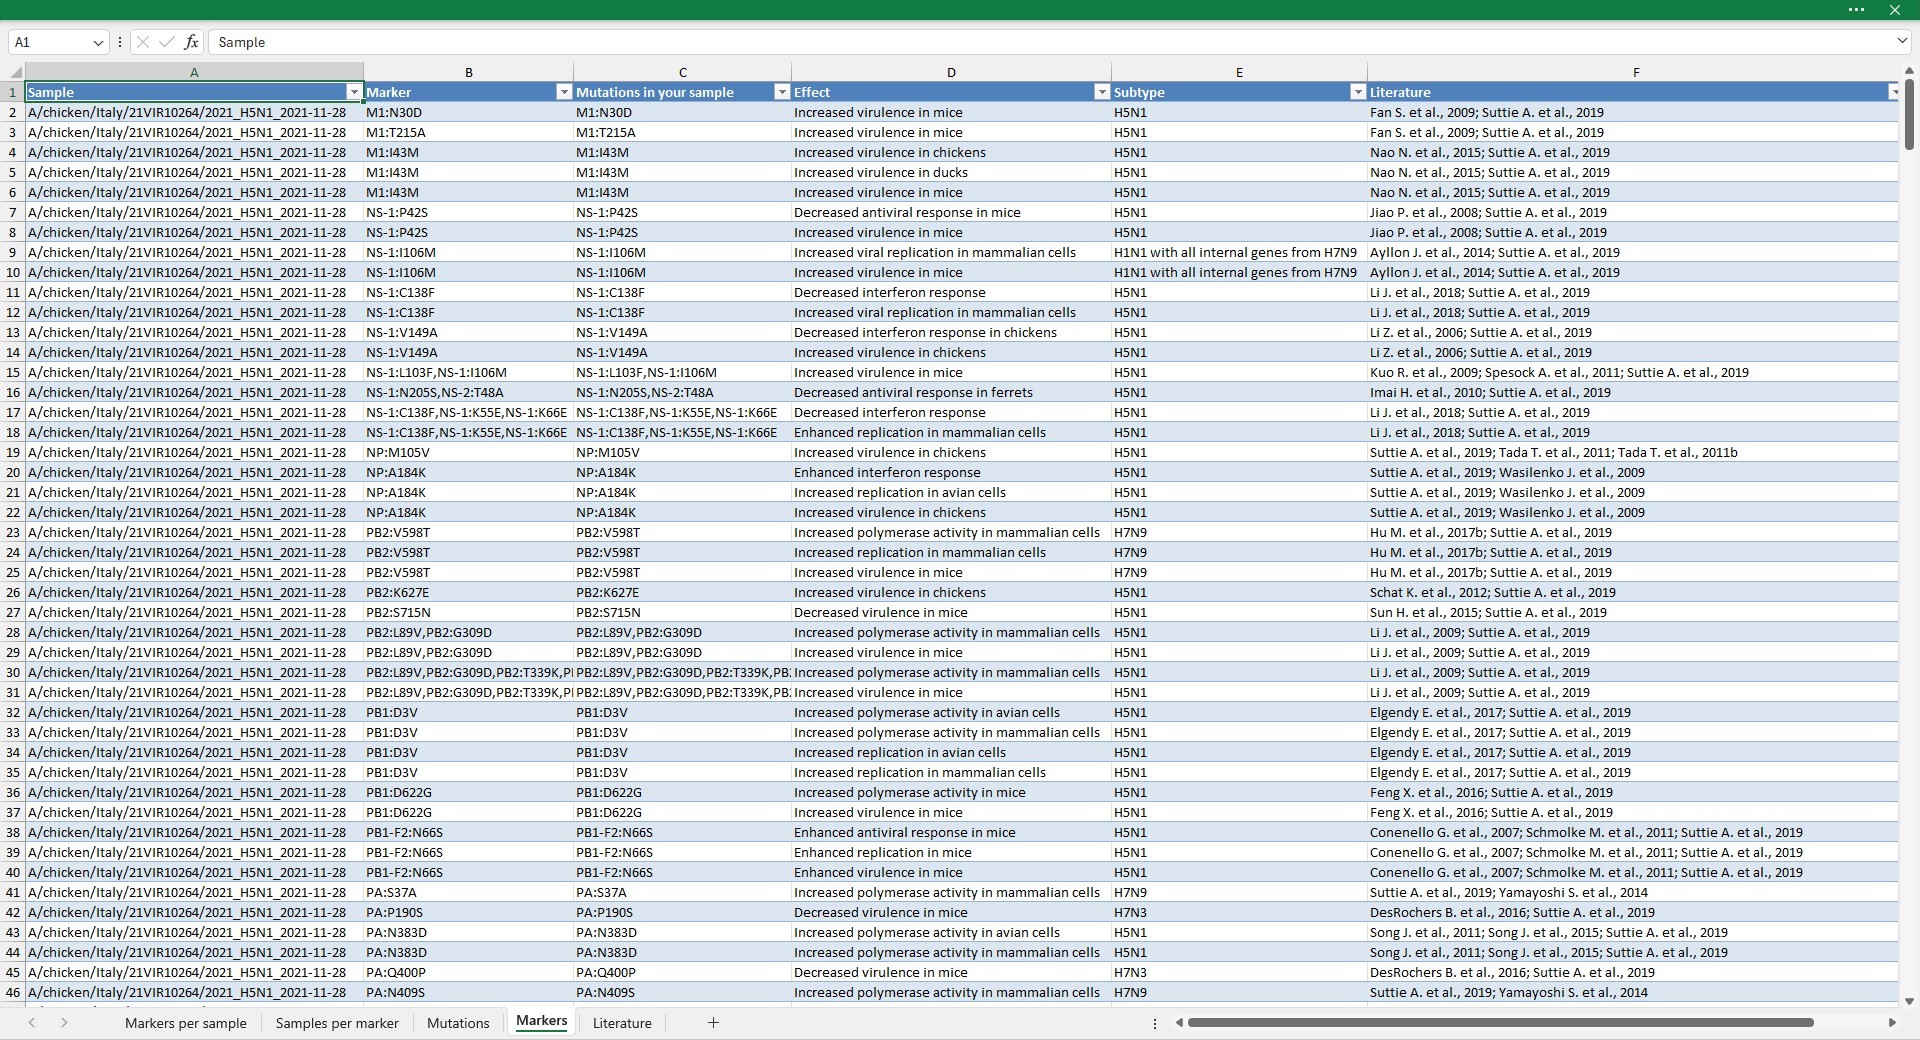 A1 fx Sample
A B C D E F
1 Sample Marker Mutations in your sample Effect Subtype Literature
2 A/chicken/Italy/21VIR10264/2021_H5N1_2021-11-28 M1:N30D M1:N30D Increased virulence in mice H5N1 Fan S. et al., 2009; Suttie A. et al., 2019
3 A/chicken/Italy/21VIR10264/2021_H5N1_2021-11-28 M1:T215A M1:T215A Increased virulence in mice H5N1 Fan S. et al., 2009; Suttie A. et al., 2019
4 A/chicken/Italy/21VIR10264/2021_H5N1_2021-11-28 M1:I43M M1:I43M Increased virulence in chickens H5N1 Nao N. et al., 2015; Suttie A. et al., 2019
5 A/chicken/Italy/21VIR10264/2021_H5N1_2021-11-28 M1:I43M M1:I43M Increased virulence in ducks H5N1 Nao N. et al., 2015; Suttie A. et al., 2019
6 A/chicken/Italy/21VIR10264/2021_H5N1_2021-11-28 M1:I43M M1:I43M Increased virulence in mice H5N1 Nao N. et al., 2015; Suttie A. et al., 2019
7 A/chicken/Italy/21VIR10264/2021_H5N1_2021-11-28 NS-1:P42S NS-1:P42S Decreased antiviral response in mice H5N1 Jiao P. et al., 2008; Suttie A. et al., 2019
8 A/chicken/Italy/21VIR10264/2021_H5N1_2021-11-28 NS-1:P42S NS-1:P42S Increased virulence in mice H5N1 Jiao P. et al., 2008; Suttie A. et al., 2019
9 A/chicken/Italy/21VIR10264/2021_H5N1_2021-11-28 NS-1:I106M NS-1:I106M Increased viral replication in mammalian cells H1N1 with all internal genes from H7N9 Ayllon J. et al., 2014; Suttie A. et al., 2019
10 A/chicken/Italy/21VIR10264/2021_H5N1_2021-11-28 NS-1:I106M NS-1:I106M Increased virulence in mice H1N1 with all internal genes from H7N9 Ayllon J. et al., 2014; Suttie A. et al., 2019
11 A/chicken/Italy/21VIR10264/2021_H5N1_2021-11-28 NS-1:C138F NS-1:C138F Decreased interferon response H5N1 Li J. et al., 2018; Suttie A. et al., 2019
12 A/chicken/Italy/21VIR10264/2021_H5N1_2021-11-28 NS-1:C138F NS-1:C138F Increased viral replication in mammalian cells H5N1 Li J. et al., 2018; Suttie A. et al., 2019
13 A/chicken/Italy/21VIR10264/2021_H5N1_2021-11-28 NS-1:V149A NS-1:V149A Decreased interferon response in chickens H5N1 Li Z. et al., 2006; Suttie A. et al., 2019
14 A/chicken/Italy/21VIR10264/2021_H5N1_2021-11-28 NS-1:V149A NS-1:V149A Increased virulence in chickens H5N1 Li Z. et al., 2006; Suttie A. et al., 2019
15 A/chicken/Italy/21VIR10264/2021_H5N1_2021-11-28 NS-1:L103F,NS-1:I106M NS-1:L103F,NS-1:I106M Increased virulence in mice H5N1 Kuo R. et al., 2009; Spesock A. et al., 2011; Suttie A. et al., 2019
16 A/chicken/Italy/21VIR10264/2021_H5N1_2021-11-28 NS-1:N205S,NS-2:T48A NS-1:N205S,NS-2:T48A Decreased antiviral response in ferrets H5N1 Imai H. et al., 2010; Suttie A. et al., 2019
17 A/chicken/Italy/21VIR10264/2021_H5N1_2021-11-28 NS-1:C138F,NS-1:K55E,NS-1:K66E NS-1:C138F,NS-1:K55E,NS-1:K66E Decreased interferon response H5N1 Li J. et al., 2018; Suttie A. et al., 2019
18 A/chicken/Italy/21VIR10264/2021_H5N1_2021-11-28 NS-1:C138F,NS-1:K55E,NS-1:K66E NS-1:C138F,NS-1:K55E,NS-1:K66E Enhanced replication in mammalian cells H5N1 Li J. et al., 2018; Suttie A. et al., 2019
19 A/chicken/Italy/21VIR10264/2021_H5N1_2021-11-28 NP:M105V NP:M105V Increased virulence in chickens H5N1 Suttie A. et al., 2019; Tada T. et al., 2011; Tada T. et al., 2011b
20 A/chicken/Italy/21VIR10264/2021_H5N1_2021-11-28 NP:A184K NP:A184K Enhanced interferon response H5N1 Suttie A. et al., 2019; Wasilenko J. et al., 2009
21 A/chicken/Italy/21VIR10264/2021_H5N1_2021-11-28 NP:A184K NP:A184K Increased replication in avian cells H5N1 Suttie A. et al., 2019; Wasilenko J. et al., 2009
22 A/chicken/Italy/21VIR10264/2021_H5N1_2021-11-28 NP:A184K NP:A184K Increased virulence in chickens H5N1 Suttie A. et al., 2019; Wasilenko J. et al., 2009
23 A/chicken/Italy/21VIR10264/2021_H5N1_2021-11-28 PB2:V598T PB2:V598T Increased polymerase activity in mammalian cells H7N9 Hu M. et al., 2017b; Suttie A. et al., 2019
24 A/chicken/Italy/21VIR10264/2021_H5N1_2021-11-28 PB2:V598T PB2:V598T Increased replication in mammalian cells H7N9 Hu M. et al., 2017b; Suttie A. et al., 2019
25 A/chicken/Italy/21VIR10264/2021_H5N1_2021-11-28 PB2:V598T PB2:V598T Increased virulence in mice H7N9 Hu M. et al., 2017b; Suttie A. et al., 2019
26 A/chicken/Italy/21VIR10264/2021_H5N1_2021-11-28 PB2:K627E PB2:K627E Increased virulence in chickens H5N1 Schat K. et al., 2012; Suttie A. et al., 2019
27 A/chicken/Italy/21VIR10264/2021_H5N1_2021-11-28 PB2:S715N PB2:S715N Decreased virulence in mice H5N1 Sun H. et al., 2015; Suttie A. et al., 2019
28 A/chicken/Italy/21VIR10264/2021_H5N1_2021-11-28 PB2:L89V,PB2:G309D PB2:L89V,PB2:G309D Increased polymerase activity in mammalian cells H5N1 Li J. et al., 2009; Suttie A. et al., 2019
29 A/chicken/Italy/21VIR10264/2021_H5N1_2021-11-28 PB2:L89V,PB2:G309D PB2:L89V,PB2:G309D Increased virulence in mice H5N1 Li J. et al., 2009; Suttie A. et al., 2019
30 A/chicken/Italy/21VIR10264/2021_H5N1_2021-11-28 PB2:L89V,PB2:G309D,PB2:T339K,P PB2:L89V,PB2:G309D,PB2:T339K,PB Increased polymerase activity in mammalian cells H5N1 Li J. et al., 2009; Suttie A. et al., 2019
31 A/chicken/Italy/21VIR10264/2021_H5N1_2021-11-28 PB2:L89V,PB2:G309D,PB2:T339K,P PB2:L89V,PB2:G309D,PB2:T339K,PB Increased virulence in mice H5N1 Li J. et al., 2009; Suttie A. et al., 2019
32 A/chicken/Italy/21VIR10264/2021_H5N1_2021-11-28 PB1:D3V PB1:D3V Increased polymerase activity in avian cells H5N1 Elgendy E. et al., 2017; Suttie A. et al., 2019
33 A/chicken/Italy/21VIR10264/2021_H5N1_2021-11-28 PB1:D3V PB1:D3V Increased polymerase activity in mammalian cells H5N1 Elgendy E. et al., 2017; Suttie A. et al., 2019
34 A/chicken/Italy/21VIR10264/2021_H5N1_2021-11-28 PB1:D3V PB1:D3V Increased replication in avian cells H5N1 Elgendy E. et al., 2017; Suttie A. et al., 2019
35 A/chicken/Italy/21VIR10264/2021_H5N1_2021-11-28 PB1:D3V PB1:D3V Increased replication in mammalian cells H5N1 Elgendy E. et al., 2017; Suttie A. et al., 2019
36 A/chicken/Italy/21VIR10264/2021_H5N1_2021-11-28 PB1:D622G PB1:D622G Increased polymerase activity in mice H5N1 Feng X. et al., 2016; Suttie A. et al., 2019
37 A/chicken/Italy/21VIR10264/2021_H5N1_2021-11-28 PB1:D622G PB1:D622G Increased virulence in mice H5N1 Feng X. et al., 2016; Suttie A. et al., 2019
38 A/chicken/Italy/21VIR10264/2021_H5N1_2021-11-28 PB1-F2:N66S PB1-F2:N66S Enhanced antiviral response in mice H5N1 Conenello G. et al., 2007; Schmolke M. et al., 2011; Suttie A. et al., 2019
39 A/chicken/Italy/21VIR10264/2021_H5N1_2021-11-28 PB1-F2:N66S PB1-F2:N66S Enhanced replication in mice H5N1 Conenello G. et al., 2007; Schmolke M. et al., 2011; Suttie A. et al., 2019
40 A/chicken/Italy/21VIR10264/2021_H5N1_2021-11-28 PB1-F2:N66S PB1-F2:N66S Enhanced virulence in mice H5N1 Conenello G. et al., 2007; Schmolke M. et al., 2011; Suttie A. et al., 2019
41 A/chicken/Italy/21VIR10264/2021_H5N1_2021-11-28 PA:S37A PA:S37A Increased polymerase activity in mammalian cells H7N9 Suttie A. et al., 2019; Yamayoshi S. et al., 2014
42 A/chicken/Italy/21VIR10264/2021_H5N1_2021-11-28 PA:P190S PA:P190S Decreased virulence in mice H7N3 DesRochers B. et al., 2016; Suttie A. et al., 2019
43 A/chicken/Italy/21VIR10264/2021_H5N1_2021-11-28 PA:N383D PA:N383D Increased polymerase activity in avian cells H5N1 Song J. et al., 2011; Song J. et al., 2015; Suttie A. et al., 2019
44 A/chicken/Italy/21VIR10264/2021_H5N1_2021-11-28 PA:N383D PA:N383D Increased polymerase activity in mammalian cells H5N1 Song J. et al., 2011; Song J. et al., 2015; Suttie A. et al., 2019
45 A/chicken/Italy/21VIR10264/2021_H5N1_2021-11-28 PA:Q400P PA:Q400P Decreased virulence in mice H7N3 DesRochers B. et al., 2016; Suttie A. et al., 2019
46 A/chicken/Italy/21VIR10264/2021_H5N1_2021-11-28 PA:N409S PA:N409S Increased polymerase activity in mammalian cells H7N9 Suttie A. et al., 2019; Yamayoshi S. et al., 2014
Markers per sample Samples per marker Mutations Markers Literature